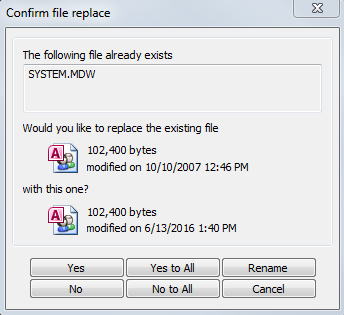 Confirm file replace
The following file already exists
SYSTEM.MDW
Would you like to replace the existing file
102,400 bytes
modified on 10/10/2007 12:46 PM
with this one?
102,400 bytes
modified on 6/13/2016 1:40 PM
Yes
Yes to All
Rename
No
No to All
Cancel